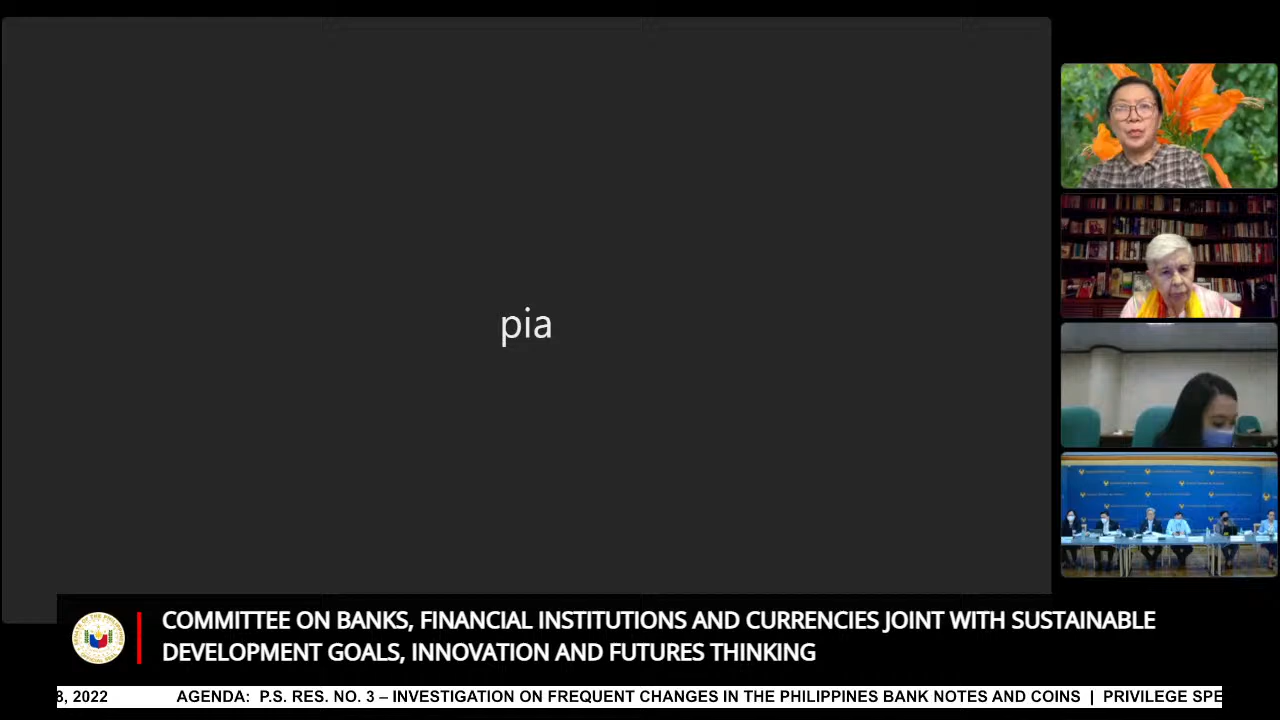 pia
COMMITTEE ON BANKS, FINANCIAL INSTITUTIONS AND CURRENCIES JOINT WITH SUSTAINABLE
DEVELOPMENT GOALS, INNOVATION AND FUTURES THINKING
8, 2022 AGENDA: P.S. RES. NO. 3 – INVESTIGATION ON FREQUENT CHANGES IN THE PHILIPPINES BANK NOTES AND COINS | PRIVILEGE SPE